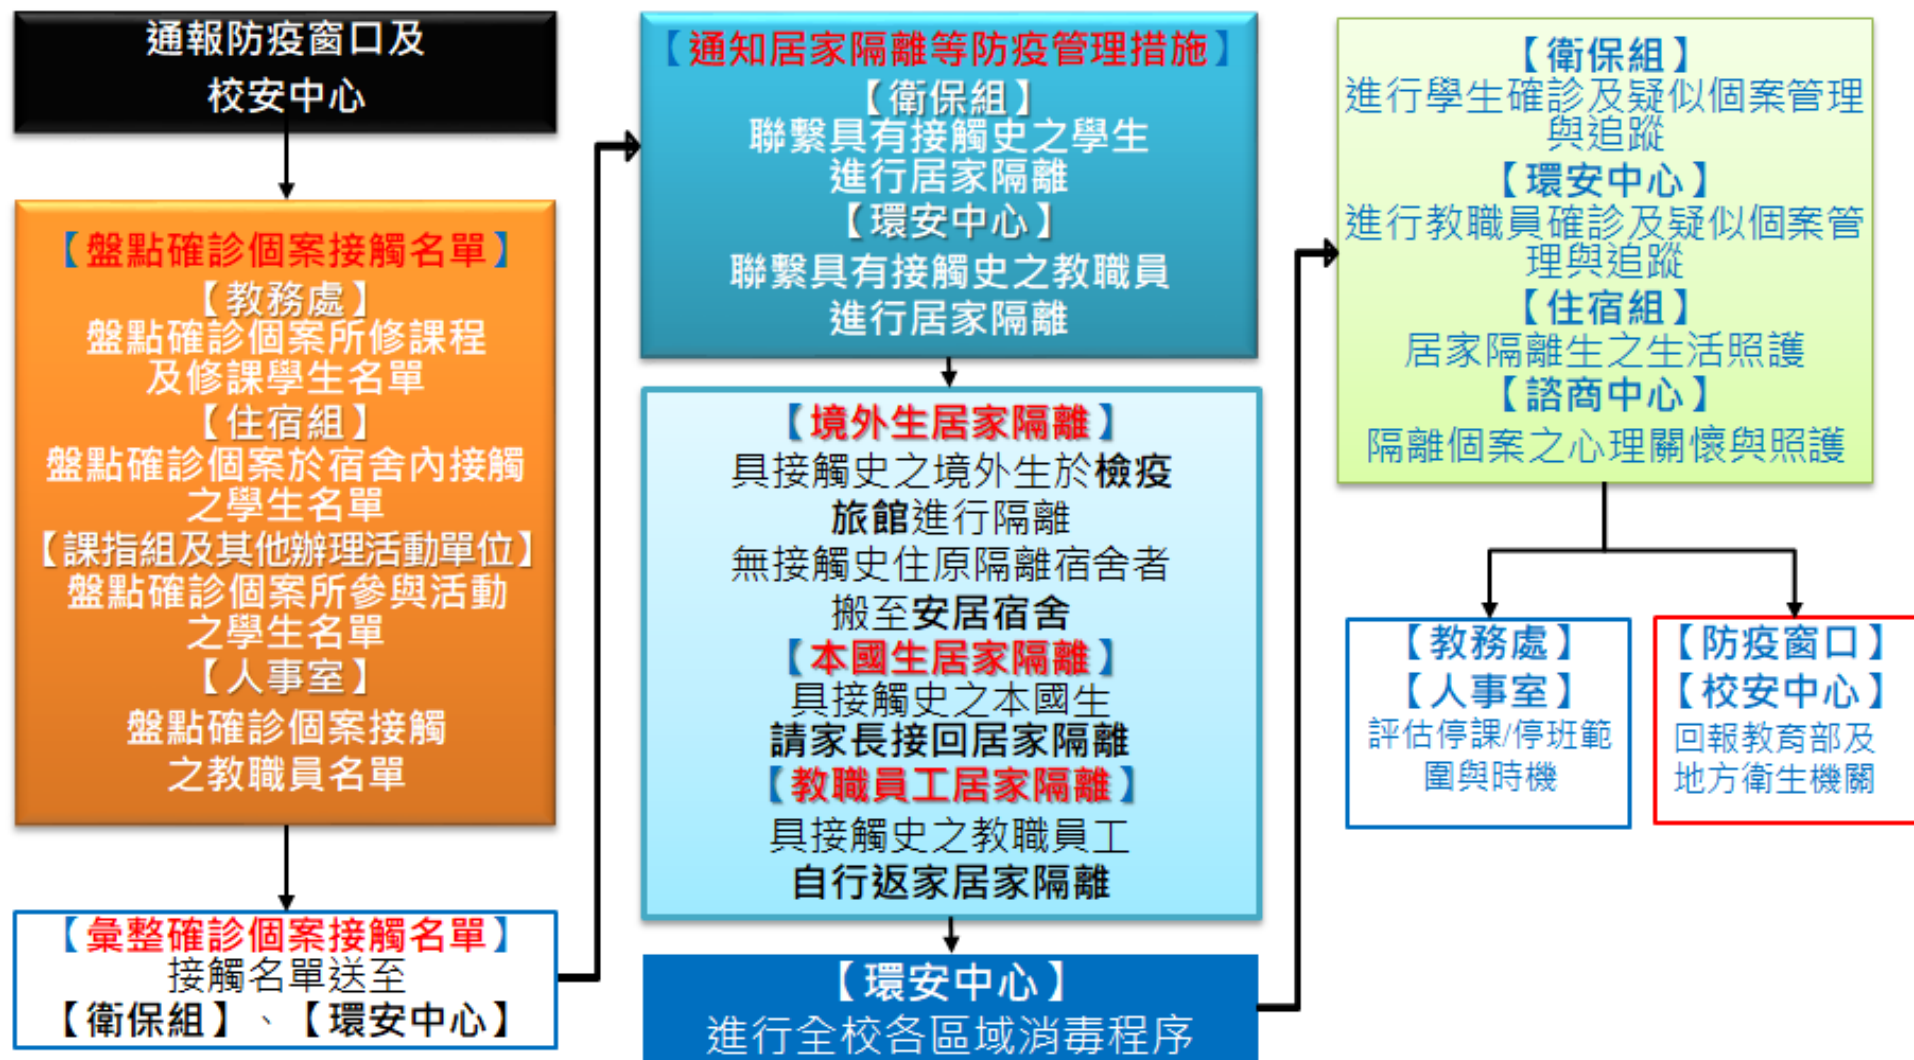 通報防疫窗口及
校安中心
【盤點確診個案接觸名單】
【教務處】
盤點確診個案所修課程
及修課學生名單
【住宿組】
盤點確診個案於宿舍內接觸
之學生名單
【課指組及其他辦理活動單位】
盤點確診個案所參與活動
之學生名單
【人事室】
盤點確診個案接觸
之教職員名單
【彙整確診個案接觸名單】
接觸名單送至
【衛保組】、【環安中心】
【通知居家隔離等防疫管理措施】
【衛保組】
聯繫具有接觸史之學生
進行居家隔離
【環安中心】
聯繫具有接觸史之教職員
進行居家隔離
【境外生居家隔離】
具接觸史之境外生於檢疫
旅館進行隔離
無接觸史住原隔離宿舍者
搬至安居宿舍
【本國生居家隔離】
具接觸史之本國生
請家長接回居家隔離
【教職員工居家隔離】
具接觸史之教職員工
自行返家居家隔離
【環安中心】
進行全校各區域消毒程序
【衛保組】
進行學生確診及疑似個案管理
與追蹤
【環安中心】
進行教職員確診及疑似個案管
理與追蹤
【住宿組】
居家隔離生之生活照護
【諮商中心】
隔離個案之心理關懷與照護
【教務處】
【人事室】
評估停課/停班範
圍與時機
【防疫窗口】
【校安中心】
回報教育部及
地方衛生機關